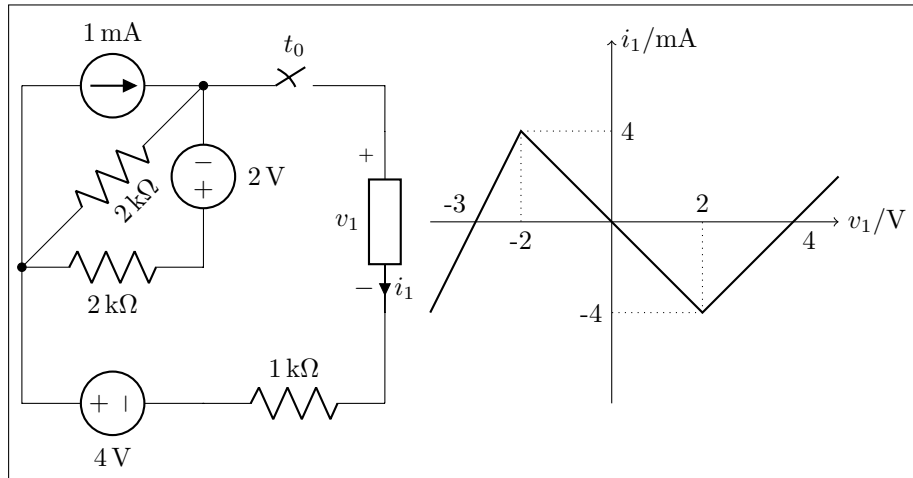 1 mA
t₀
− +
2 V
2 kΩ
2 kΩ
+
v₁
−
i₁
1 kΩ
+ −
4 V
i₁/mA
4
-3
2
-2
4
v₁/V
-4